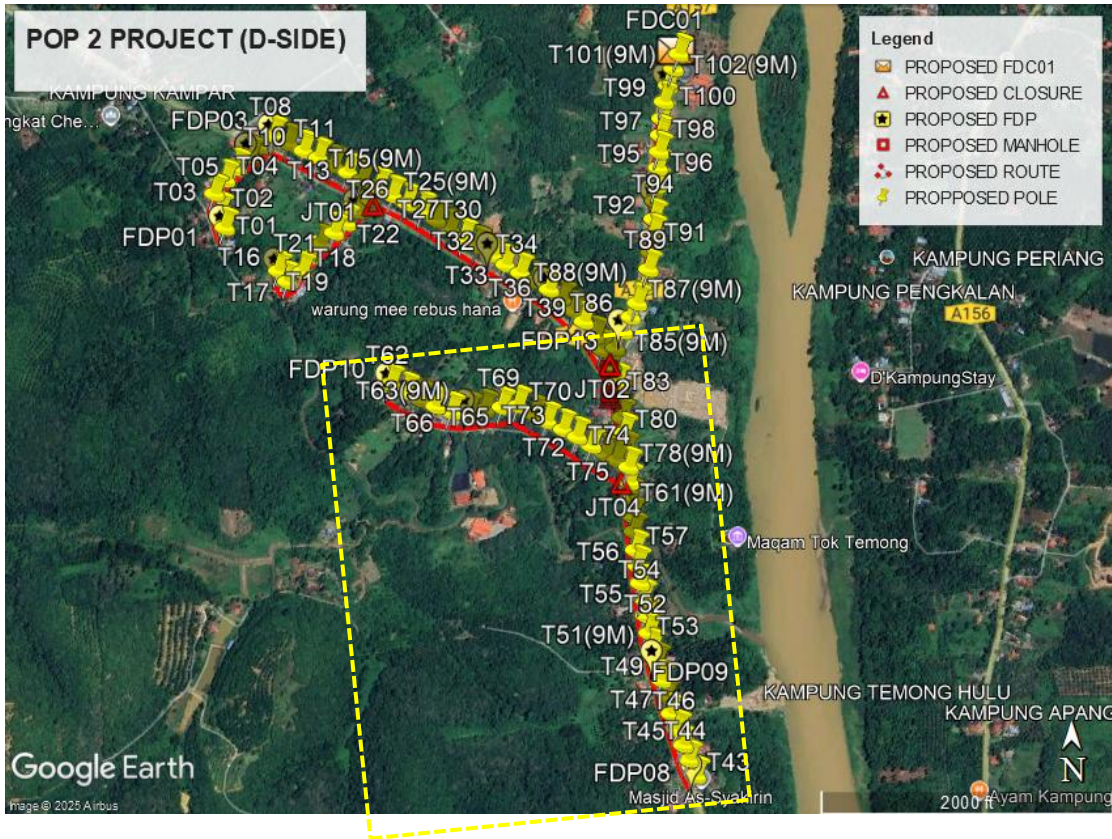 POP 2 PROJECT (D-SIDE)
Legend
PROPOSED FDC01
PROPOSED CLOSURE
PROPOSED FDP
PROPOSED MANHOLE
PROPOSED ROUTE
PROPPOSED POLE
FDC01
T101(9M)
T102(9M)
T99
T100
T97
T98
T95
T96
T94
T92
T91
T89
KAMPUNG KAMPAR
ngkat Che...
T08
FDP03
T10
T11
T05
T04
T13
T15(9M)
T03
T02
T26
T25(9M)
T01
JT01
T27
T30
FDP01
T22
T16
T21
T18
T32
T34
T17
T19
T33
T88(9M)
T36
T87(9M)
warung mee rebus hana
T39
T86
KAMPUNG PERIANG
KAMPUNG PENGKALAN
A156
FDP13
T85(9M)
FDP10
T62
T63(9M)
T69
T70
JT02
T83
D'KampungStay
T66
T65
T73
T80
T72
T74
T78(9M)
T75
T61(9M)
JT04
T57
Maqam Tok Temong
T56
T54
T55
T52
T51(9M)
T53
T49
FDP09
T47
T46
KAMPUNG TEMONG HULU
T45
T44
KAMPUNG APANG
FDP08
T43
Masjid As-Syakirin
N
Google Earth
Image © 2025 Airbus
2000 ft
Ayam Kampung